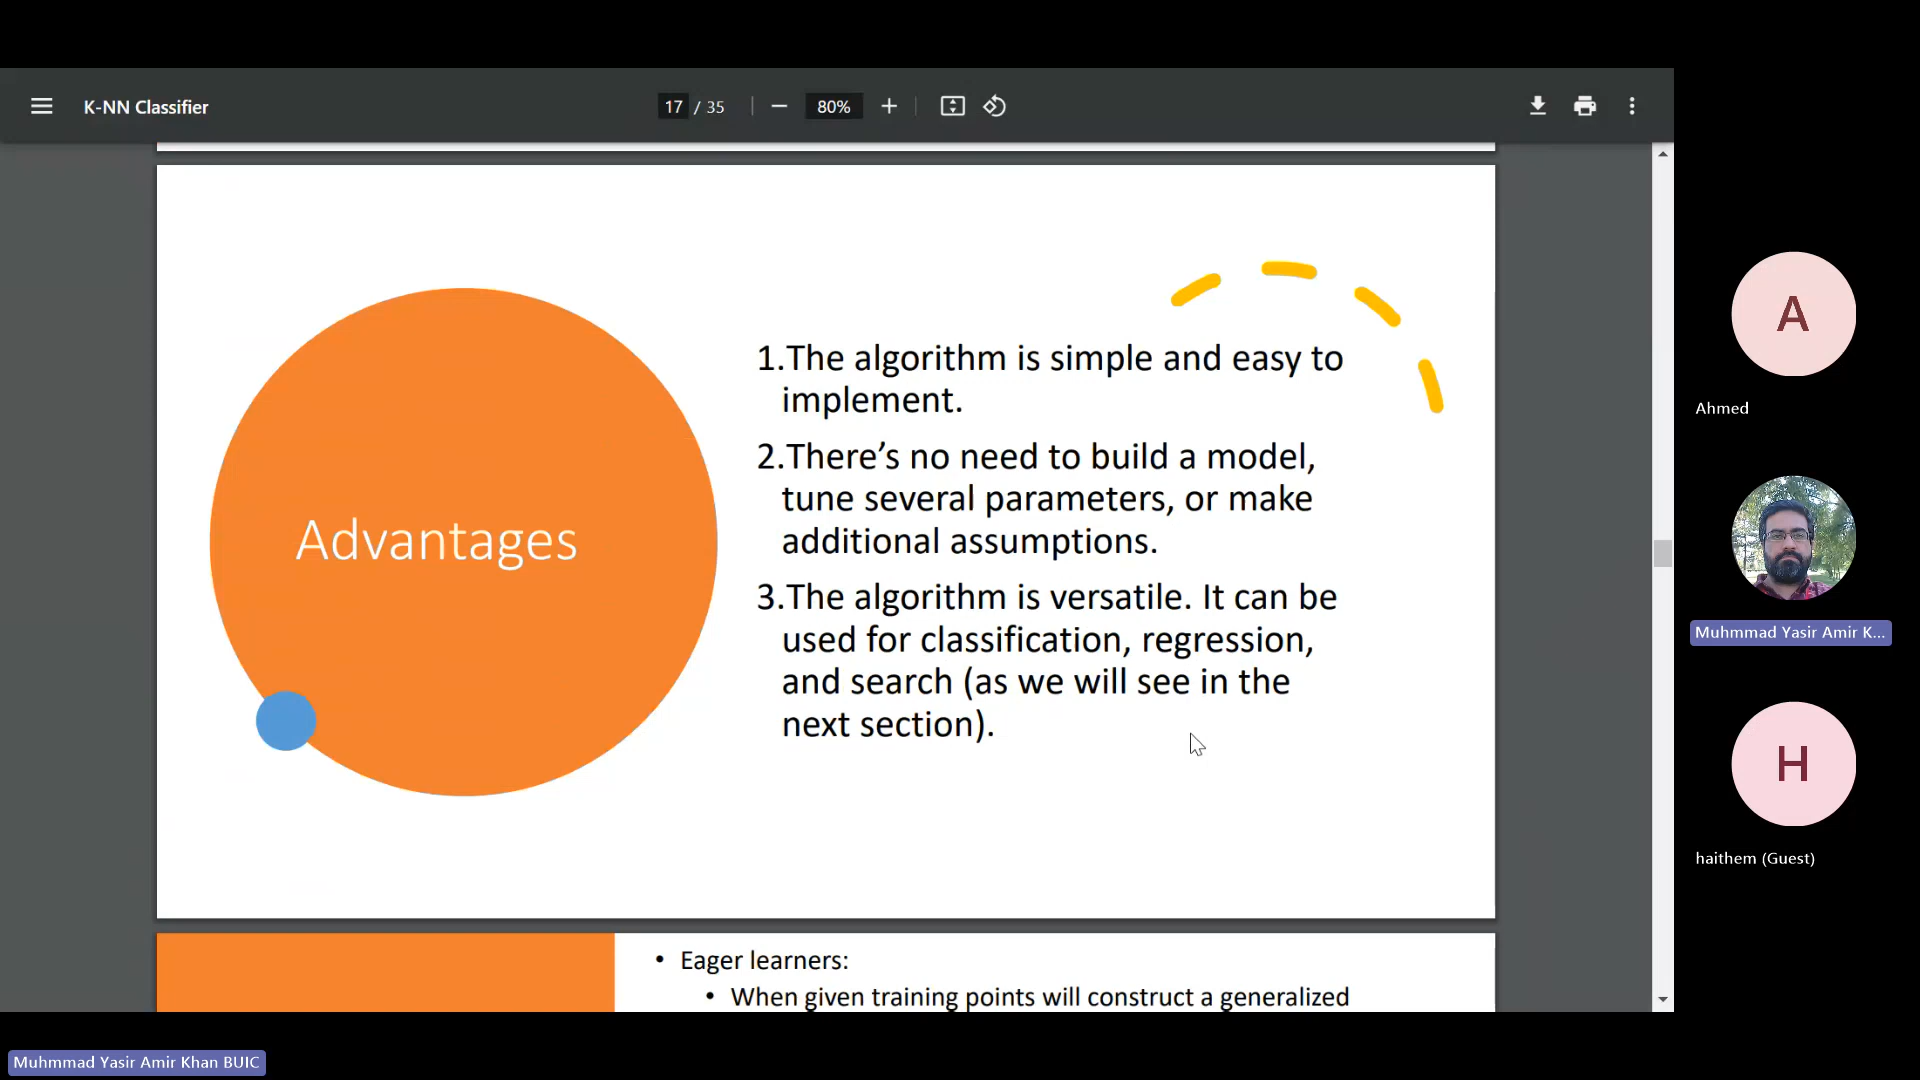 K-NN Classifier
17 / 35
80%
Advantages
1.The algorithm is simple and easy to
implement.
2.There’s no need to build a model,
tune several parameters, or make
additional assumptions.
3.The algorithm is versatile. It can be
used for classification, regression,
and search (as we will see in the
next section).
• Eager learners:
• When given training points will construct a generalized
A
Ahmed
Muhmmad Yasir Amir K...
H
haithem (Guest)
Muhmmad Yasir Amir Khan BUIC